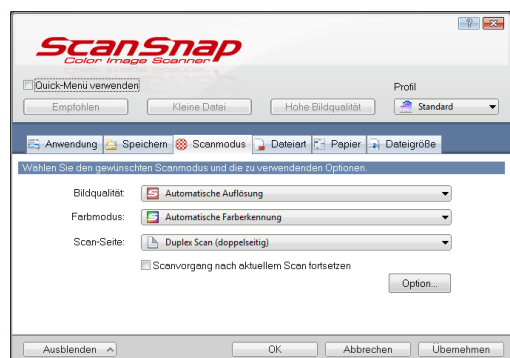 ScanSnap
Color Image Scanner
Quick-Menü verwenden
Profil
Empfohlen Kleine Datei Hohe Bildqualität Standard
Anwendung Speichern Scanmodus Dateiart Papier Dateigröße
Wählen Sie den gewünschten Scanmodus und die zu verwendenden Optionen.
Bildqualität: Automatische Auflösung
Farbmodus: Automatische Farberkennung
Scan-Seite: Duplex Scan (doppelseitig)
Scanvorgang nach aktuellem Scan fortsetzen
Option...
Ausblenden OK Abbrechen Übernehmen